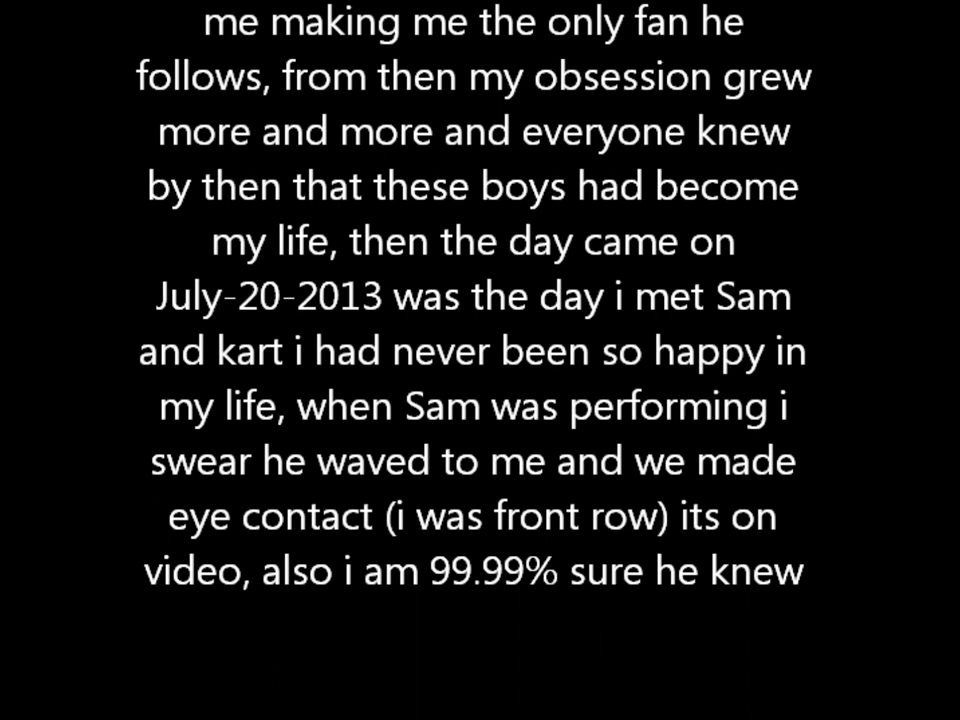 me making me the only fan he
follows, from then my obsession grew
more and more and everyone knew
by then that these boys had become
my life, then the day came on
July-20-2013 was the day i met Sam
and kart i had never been so happy in
my life, when Sam was performing i
swear he waved to me and we made
eye contact (i was front row) its on
video, also i am 99.99% sure he knew